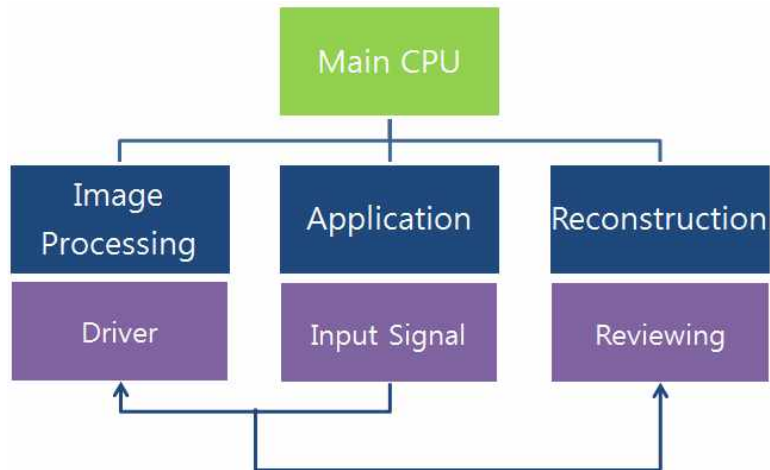 Main CPU
Image
Processing
Application
Reconstruction
Driver
Input Signal
Reviewing